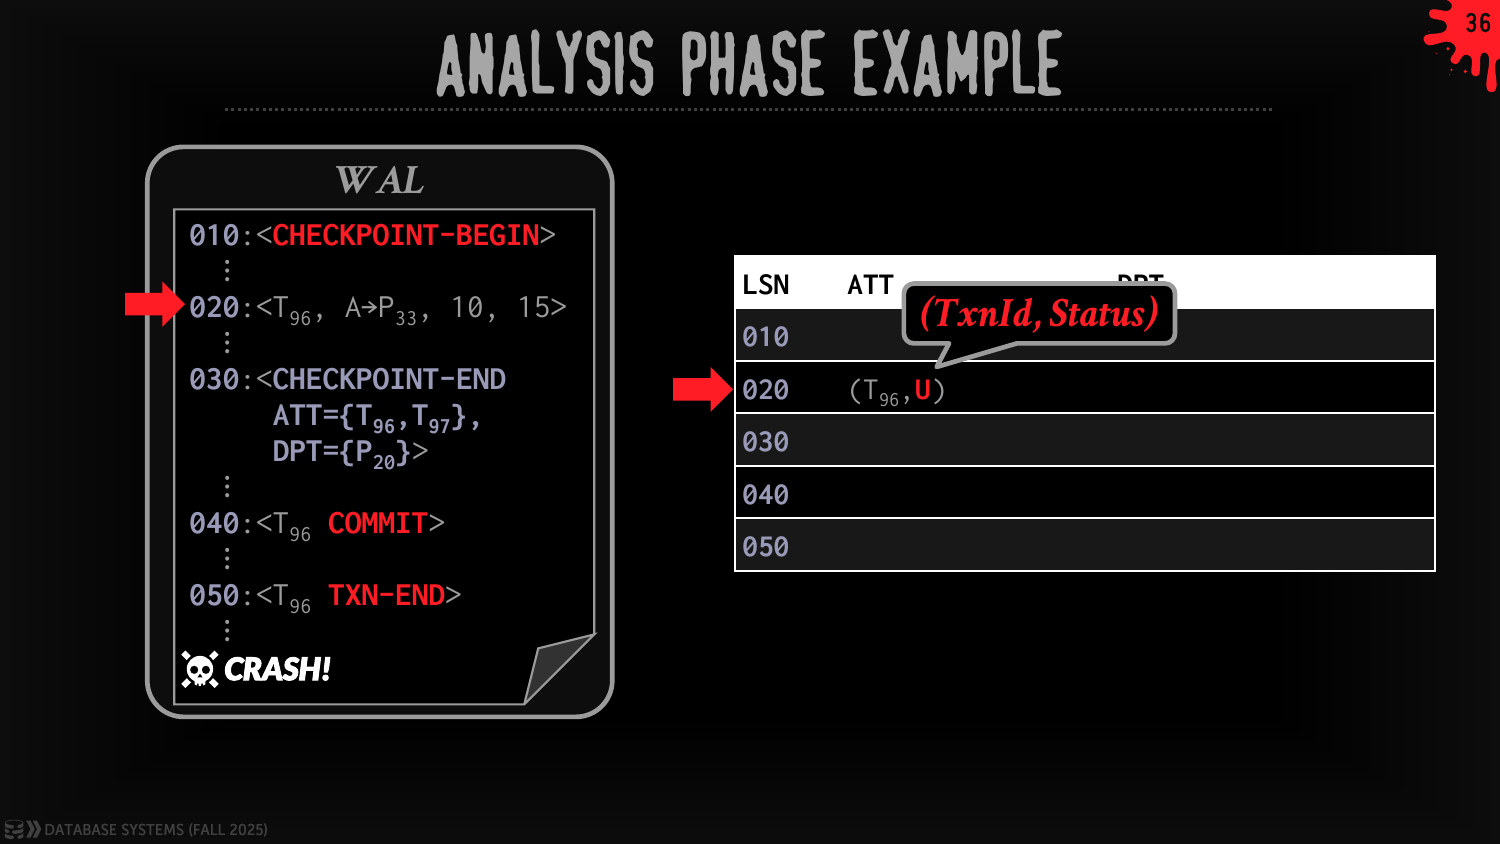 36
ANALYSIS PHASE EXAMPLE
WAL
010:<CHECKPOINT-BEGIN>
⋮
020:<T96, A→P33, 10, 15>
⋮
030:<CHECKPOINT-END
ATT={T96,T97},
DPT={P20}>
⋮
040:<T96 COMMIT>
⋮
050:<T96 TXN-END>
⋮
CRASH!
LSN ATT DPT
(TxnId, Status)
010
020 (T96,U)
030
040
050
DATABASE SYSTEMS (FALL 2025)